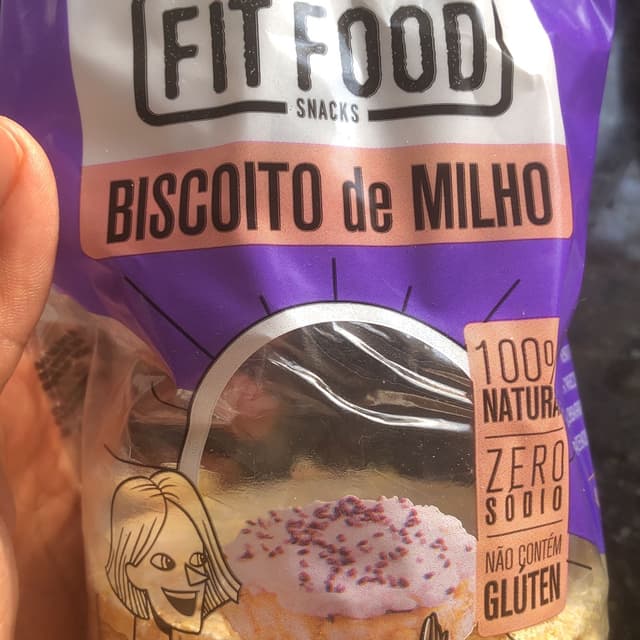 FIT FOOD
SNACKS
BISCOITO de MILHO
100%
NATURA
ZERO
SÓDIO
NÃO CONTÉM
GLÚTEN